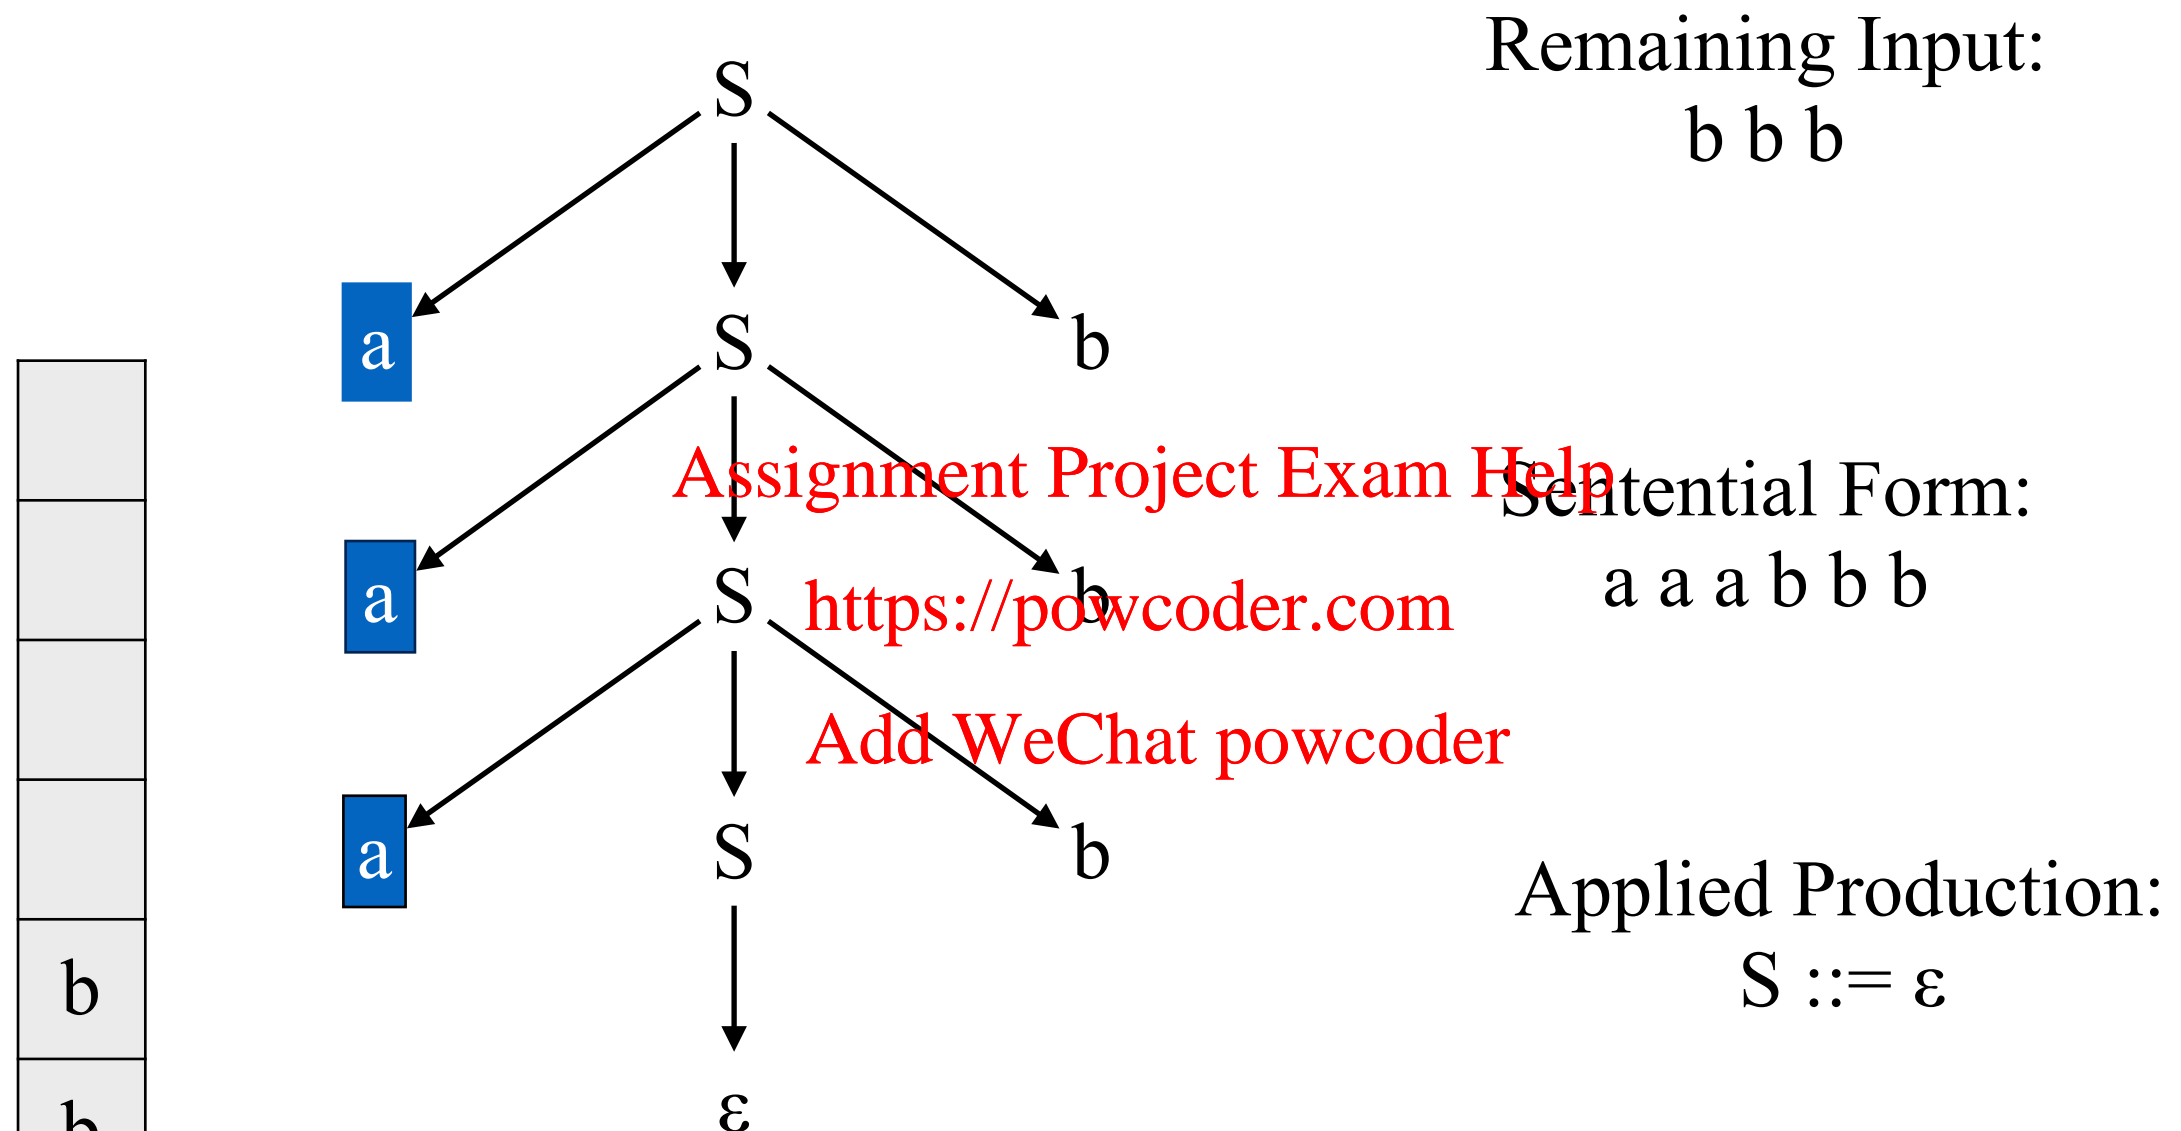 S
Remaining Input:
b b b
a
S
b
Assignment Project Exam Help
Sentential Form:
a
S
b
https://powcoder.com
a a a b b b
Add WeChat powcoder
a
S
b
Applied Production:
S ::= ε
b
ε
b